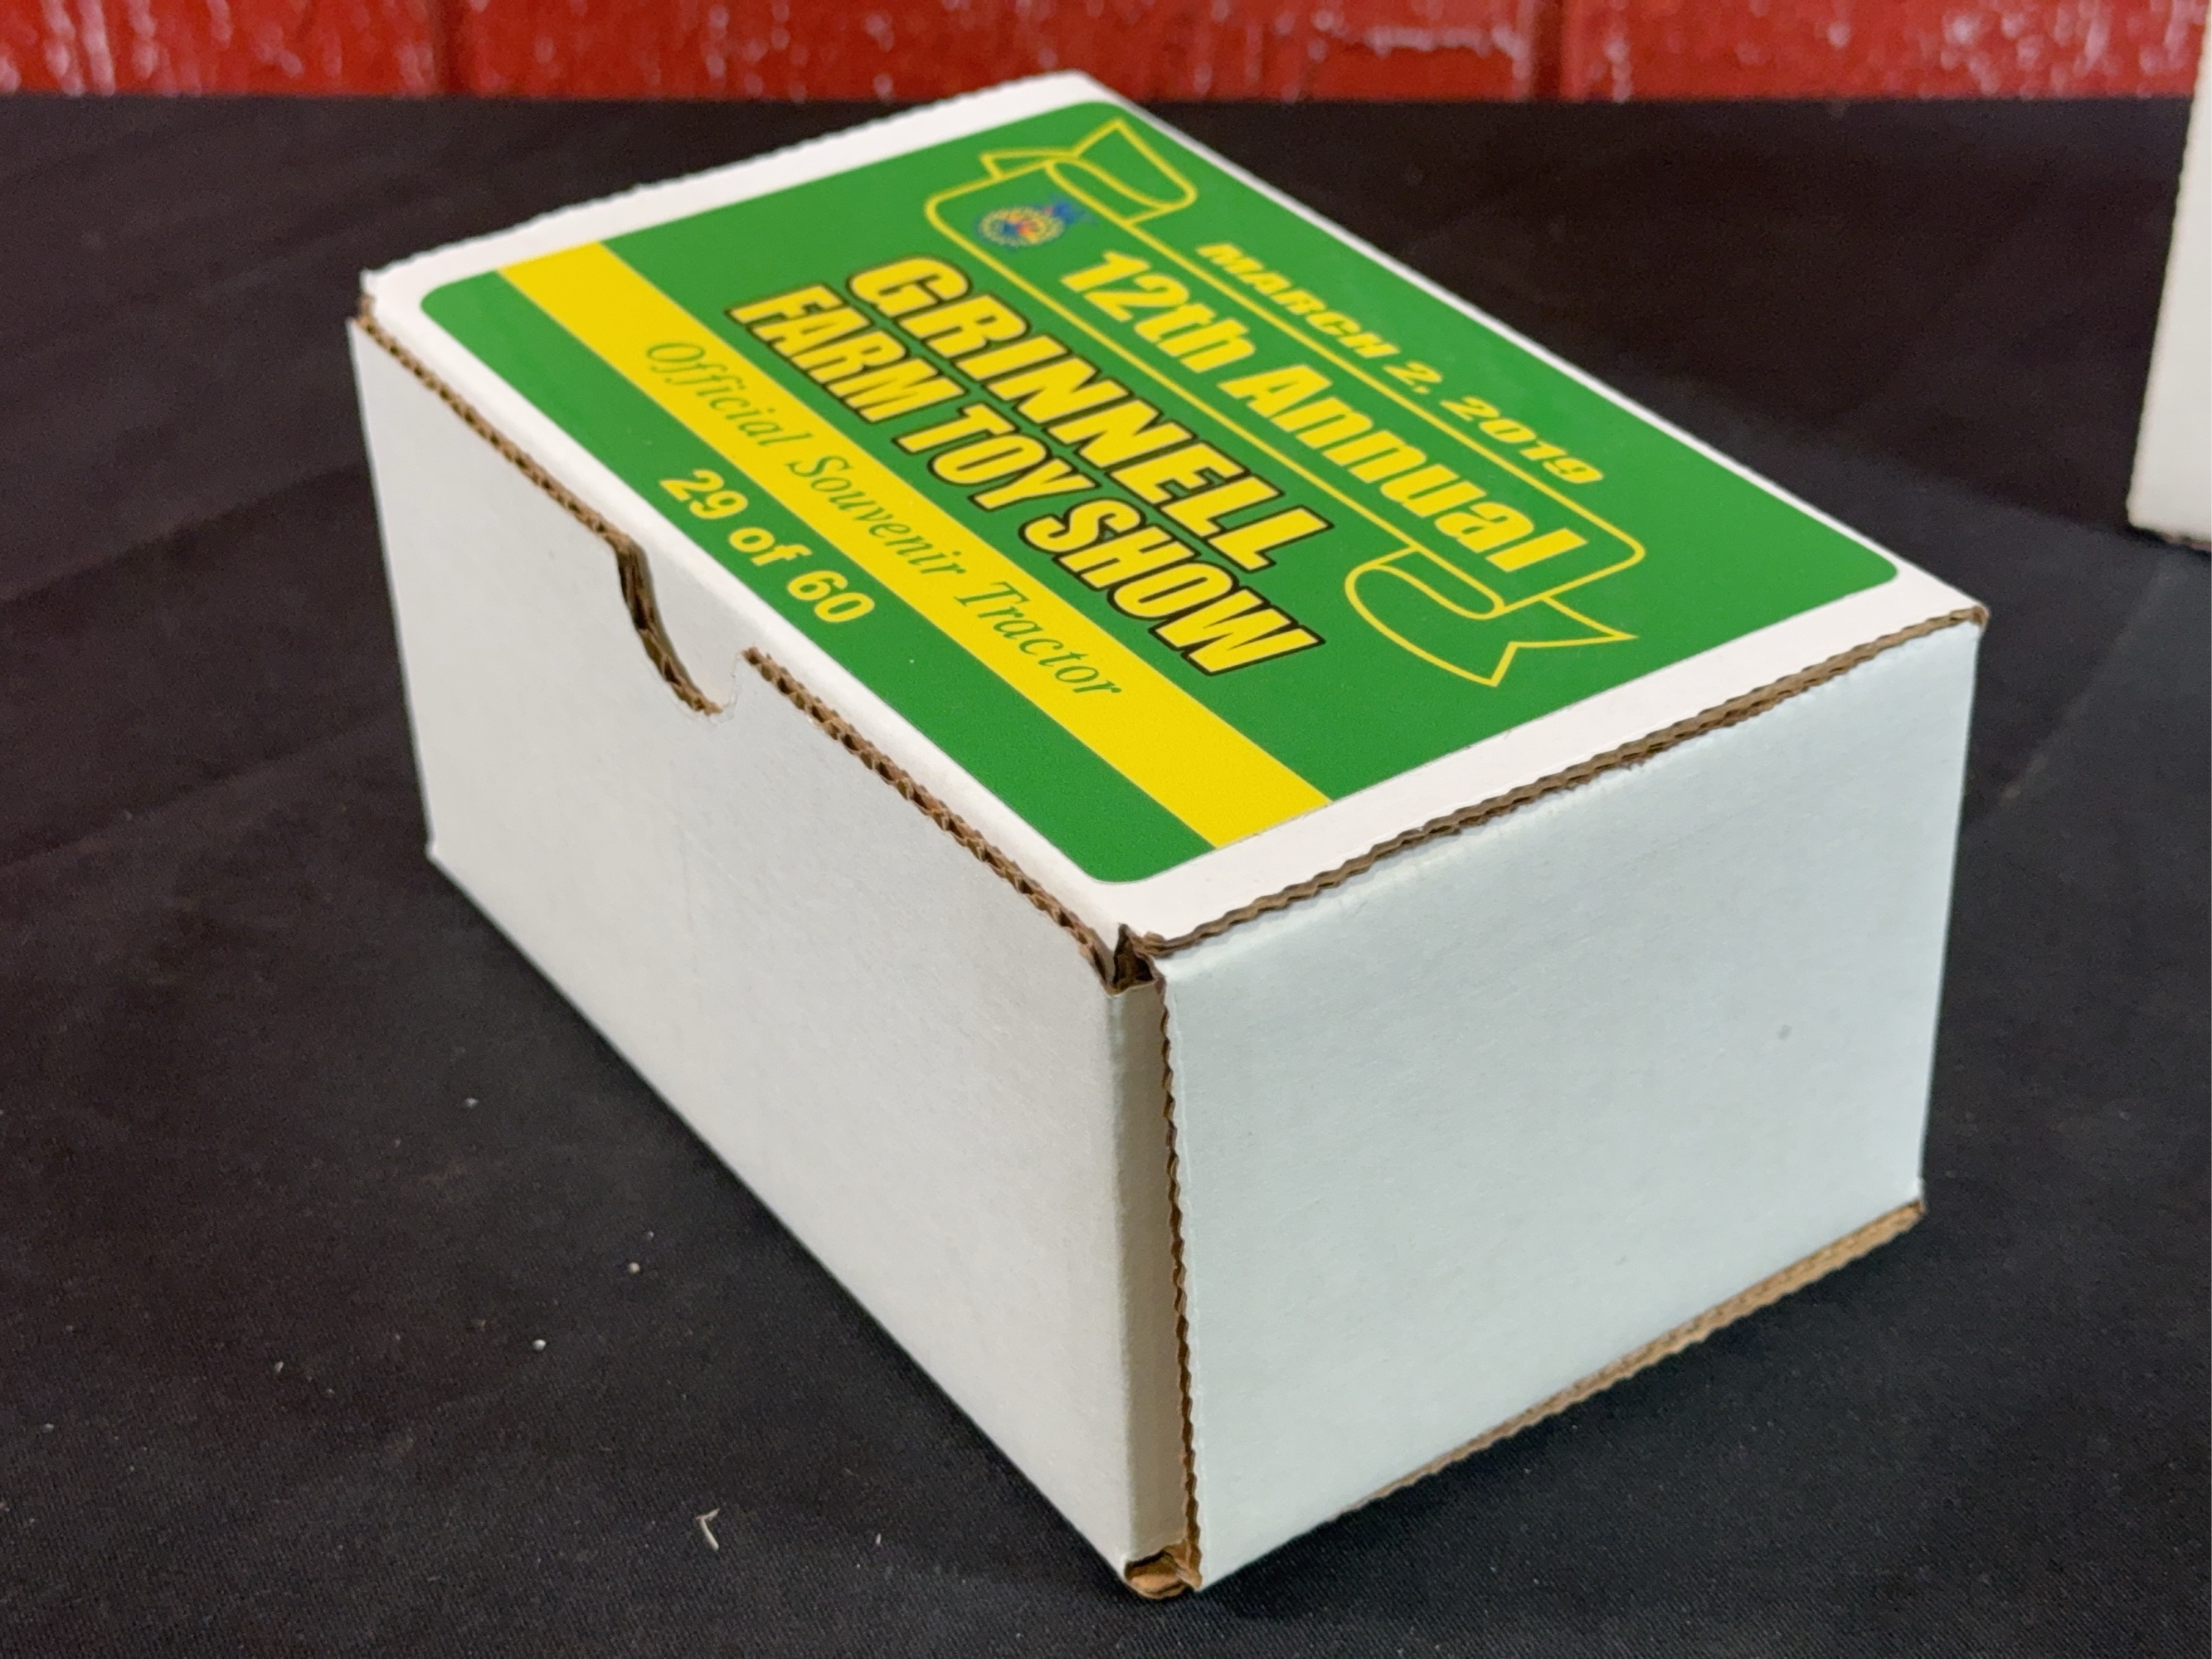 MARCH 2, 2019
12th Annual
GRINNELL
FARM TOY SHOW
Official Souvenir Tractor
29 of 60